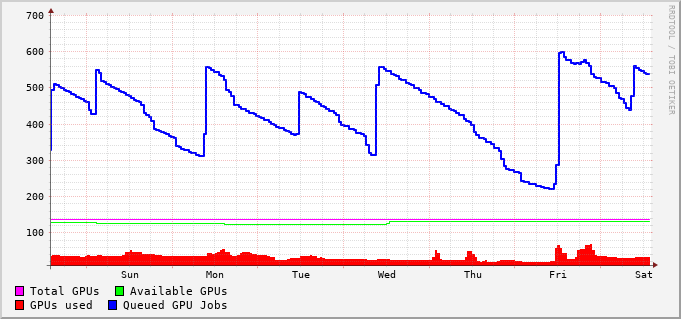 700
600
500
400
300
200
100
Sun Mon Tue Wed Thu Fri Sat
Total GPUs Available GPUs
GPUs used Queued GPU Jobs
RRDTOOL / TOBI OETIKER